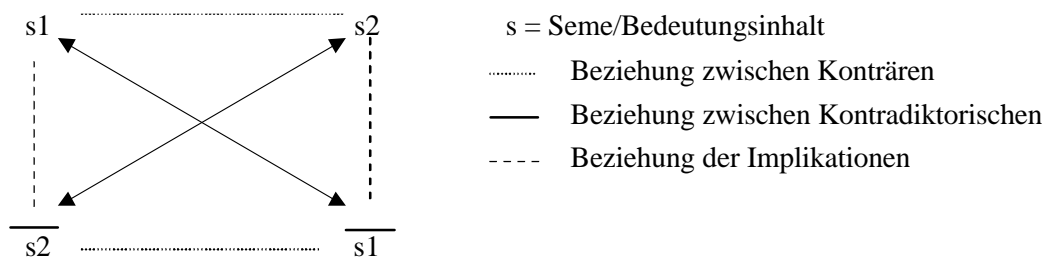 s1 s2 s = Seme/Bedeutungsinhalt
Beziehung zwischen Konträren
Beziehung zwischen Kontradiktorischen
Beziehung der Implikationen
s2 s1